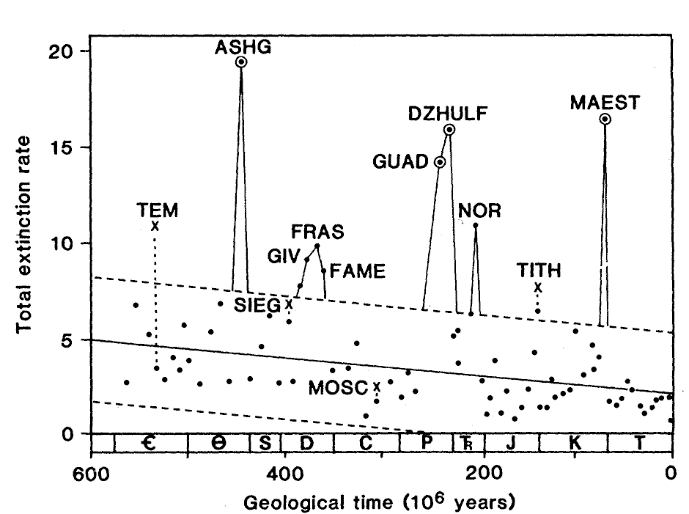 20
ASHG
MAEST
DZHULF
15
GUAD
TEM
x
NOR
FRAS
10
GIV
FAME
TITH
x
SIEG x
5
MOSC x
0
Є Ɵ S D C P TR J K T
600 400 200 0
Geological time (10⁶ years)
Total extinction rate